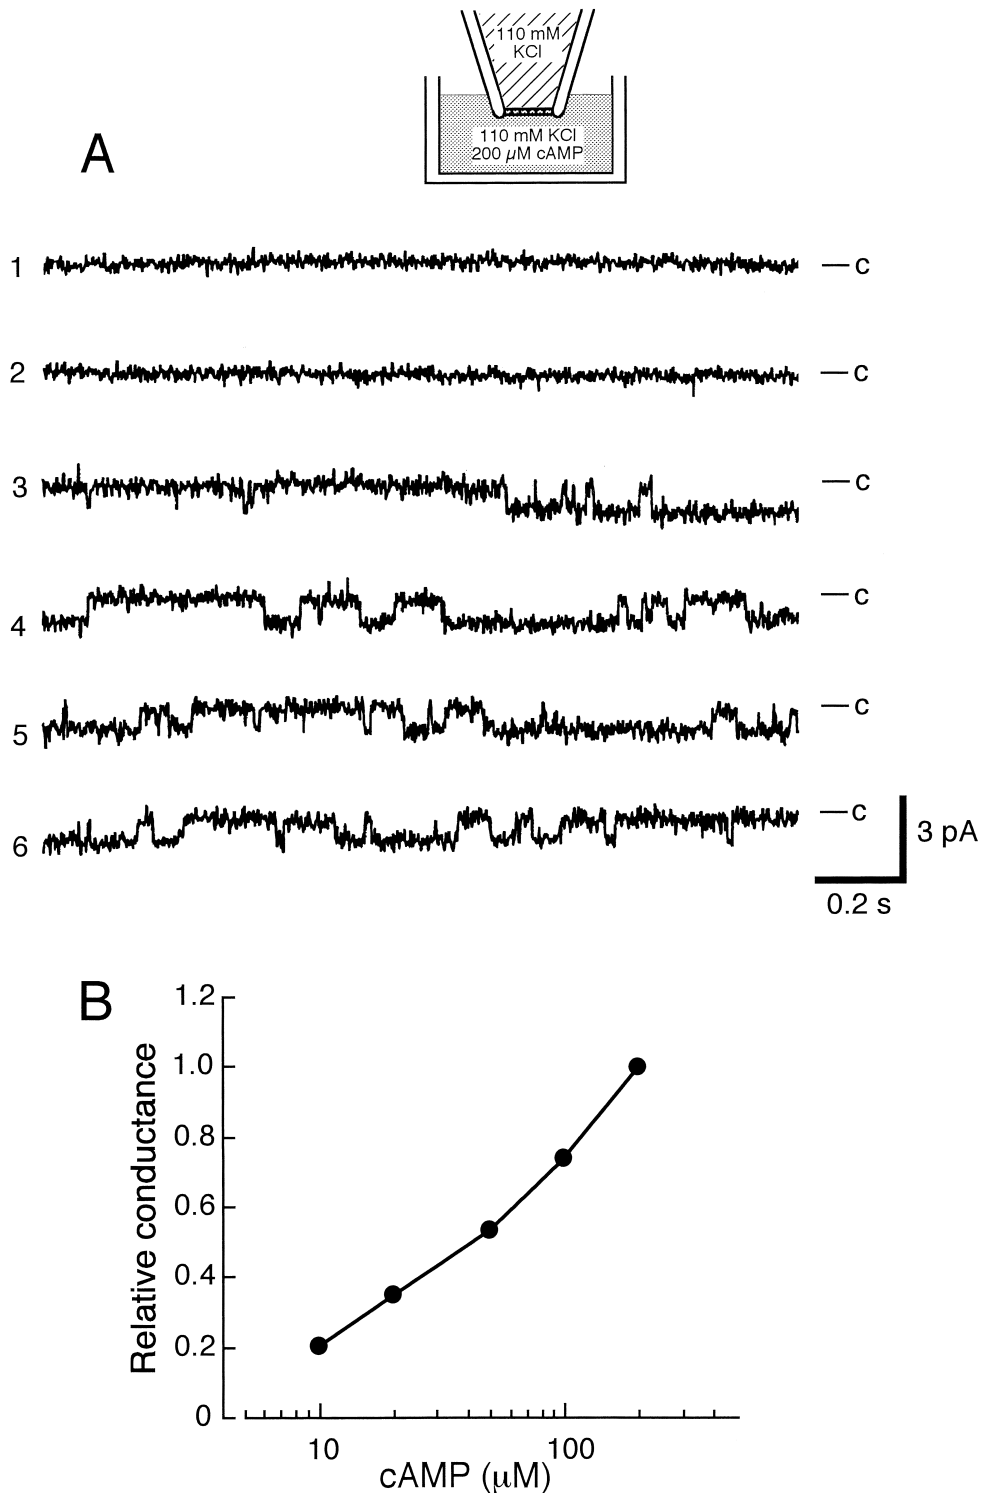 110 mM
KCl
110 mM KCl
200 µM cAMP
A
1 c
2 c
3 c
4 c
5 c
6 c
3 pA
0.2 s
B
1.2
1.0
0.8
0.6
0.4
0.2
0
Relative conductance
10 100
cAMP (µM)